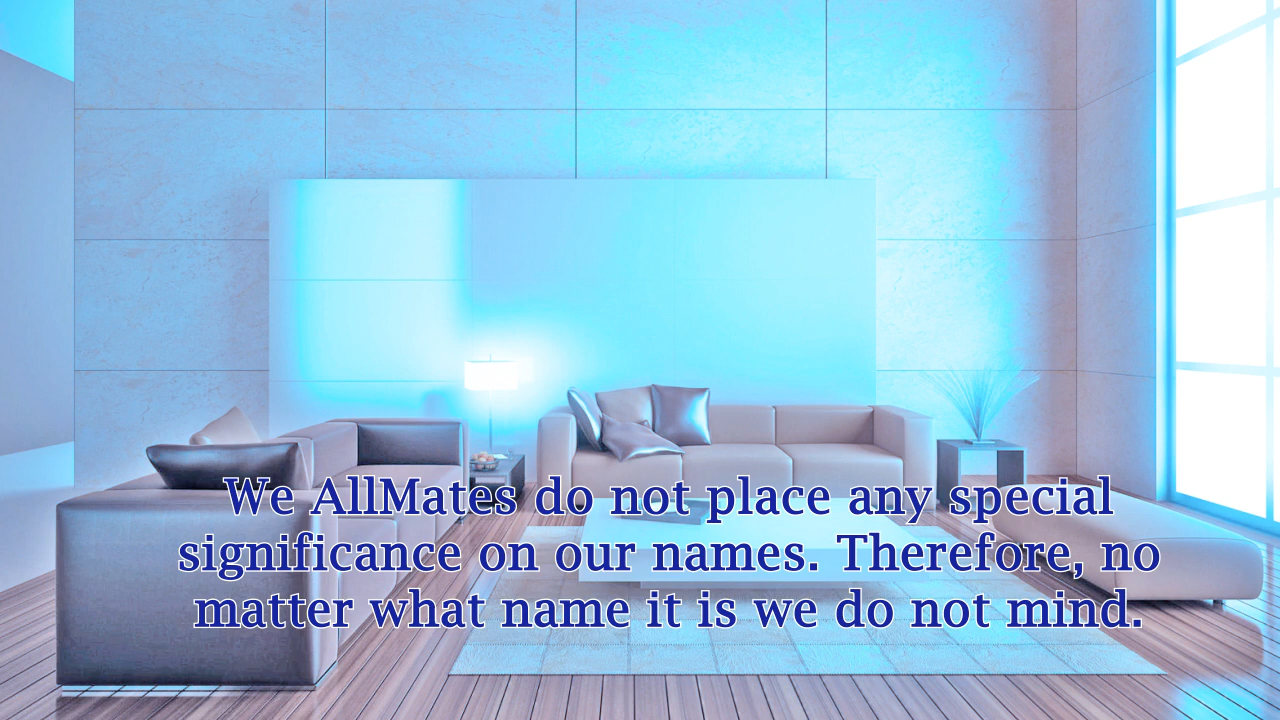 We AllMates do not place any special
significance on our names. Therefore, no
matter what name it is we do not mind.